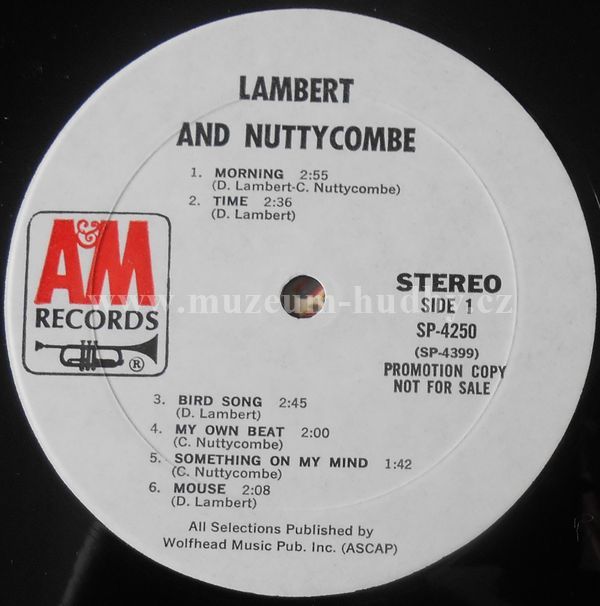 LAMBERT
AND NUTTYCOMBE
1. MORNING 2:55
(D. Lambert-C. Nuttycombe)
2. TIME 2:36
(D. Lambert)
A&M
RECORDS
®
STEREO
SIDE 1
SP-4250
(SP-4399)
PROMOTION COPY
NOT FOR SALE
www.muzeum-hudby.cz
3. BIRD SONG 2:45
(D. Lambert)
4. MY OWN BEAT 2:00
(C. Nuttycombe)
5. SOMETHING ON MY MIND 1:42
(C. Nuttycombe)
6. MOUSE 2:08
(D. Lambert)
All Selections Published by
Wolfhead Music Pub. Inc. (ASCAP)